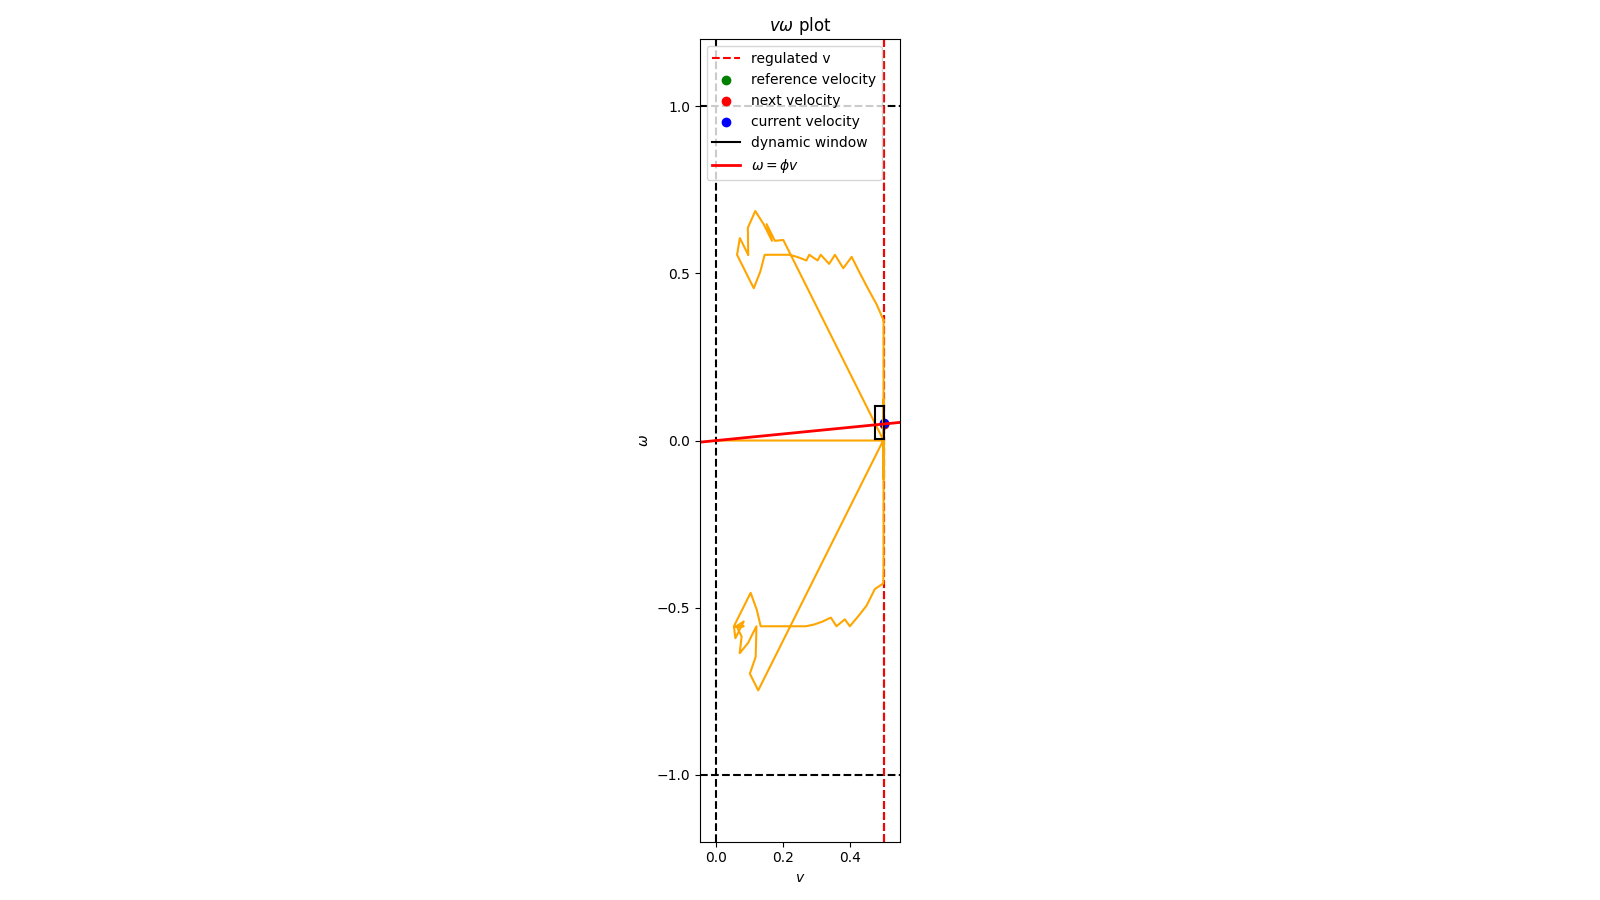 vω plot
regulated v
reference velocity
next velocity
current velocity
dynamic window
ω = ϕv
1.0
0.5
0.0
−0.5
−1.0
ω
0.0 0.2 0.4
v